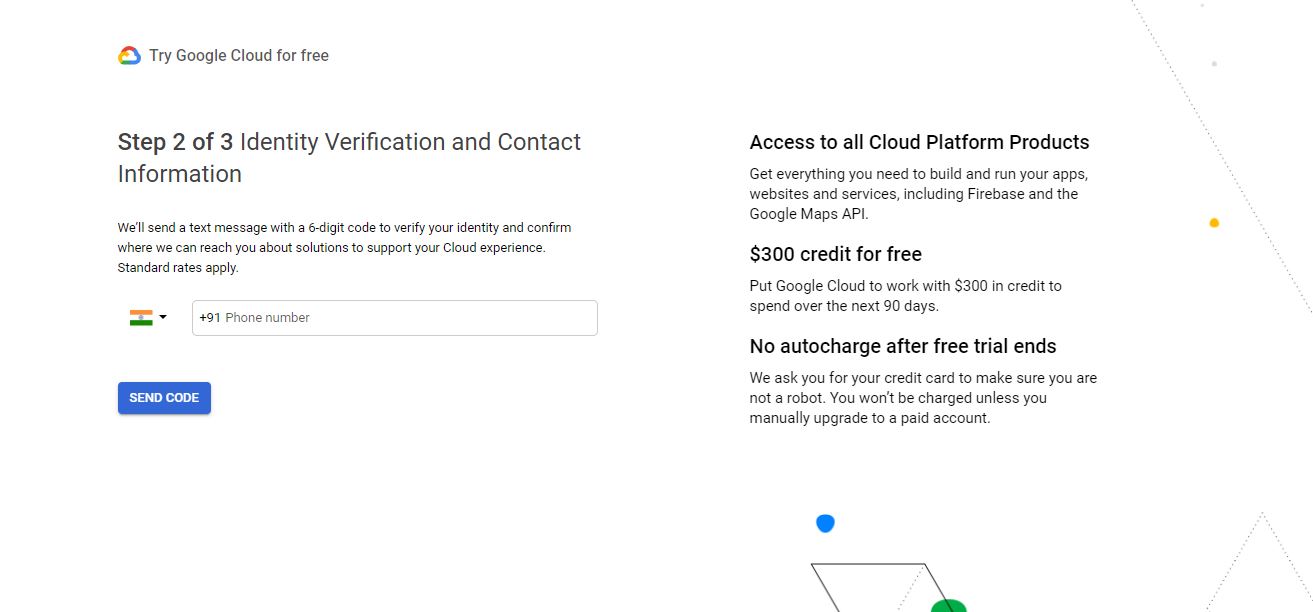 Try Google Cloud for free
Step 2 of 3 Identity Verification and Contact
Information
We’ll send a text message with a 6-digit code to verify your identity and confirm
where we can reach you about solutions to support your Cloud experience.
Standard rates apply.
+91 Phone number
SEND CODE
Access to all Cloud Platform Products
Get everything you need to build and run your apps,
websites and services, including Firebase and the
Google Maps API.
$300 credit for free
Put Google Cloud to work with $300 in credit to
spend over the next 90 days.
No autocharge after free trial ends
We ask you for your credit card to make sure you are
not a robot. You won’t be charged unless you
manually upgrade to a paid account.